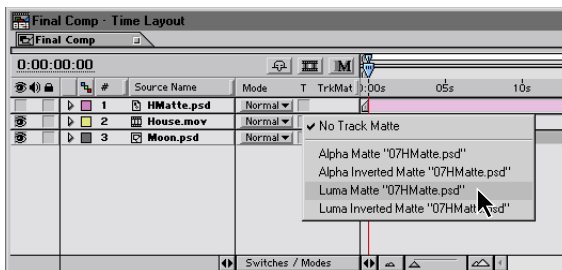 Final Comp · Time Layout
Final Comp
0:00:00:00
M
# Source Name Mode T TrkMat 0:00s 05s 10s
1 HMatte.psd Normal
2 House.mov Normal
3 Moon.psd Normal
No Track Matte
Alpha Matte "07HMatte.psd"
Alpha Inverted Matte "07HMatte.psd"
Luma Matte "07HMatte.psd"
Luma Inverted Matte "07HMatte.psd"
Switches / Modes